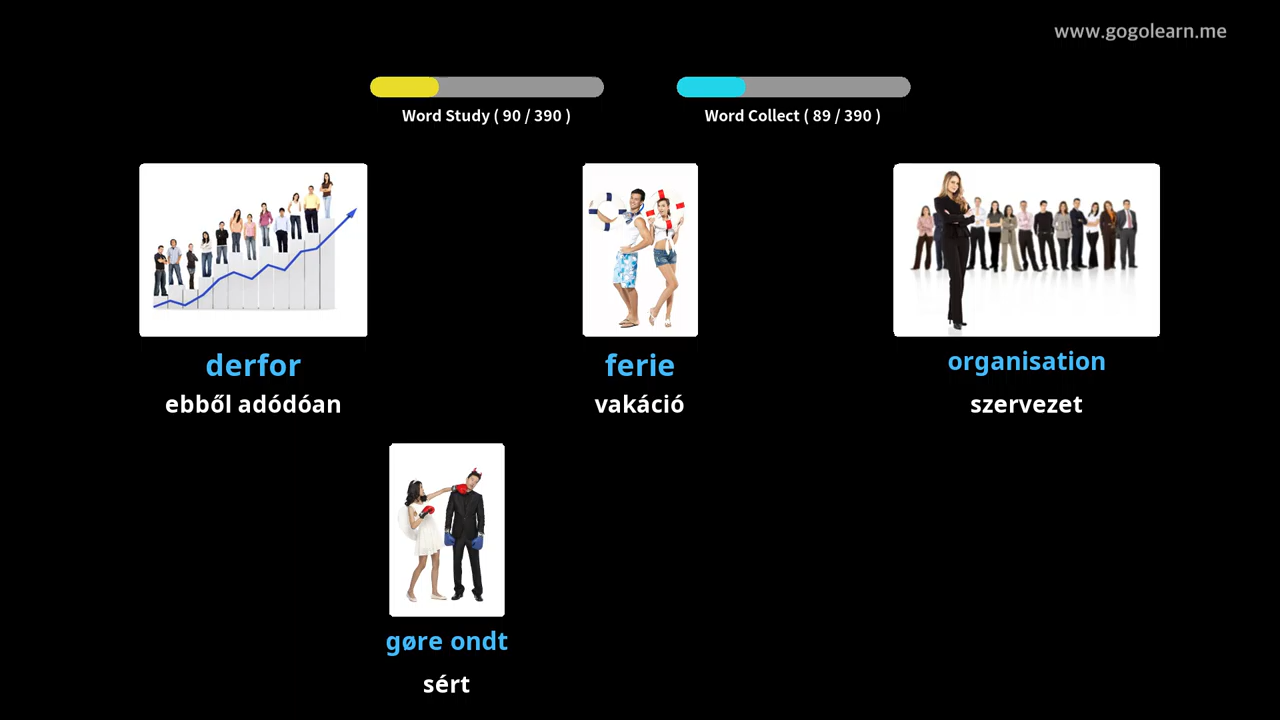 www.gogolearn.me
Word Study ( 90 / 390 )
Word Collect ( 89 / 390 )
derfor
ebből adódóan
ferie
vakáció
organisation
szervezet
gøre ondt
sért